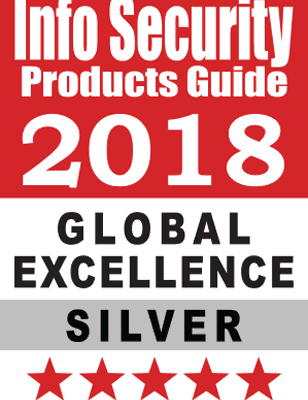 Info Security
Products Guide
2018
GLOBAL
EXCELLENCE
SILVER